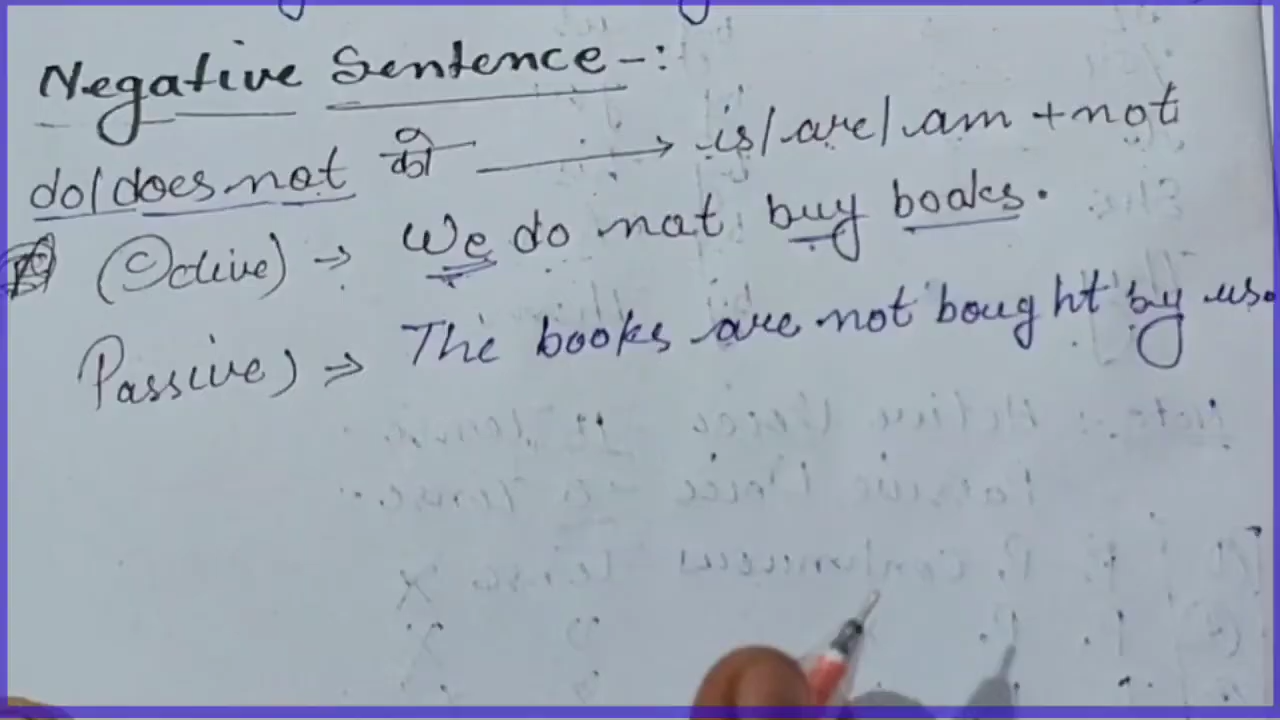 Negative Sentence -:
do/does not को → is/are/am + not
(Active) → We do not buy books.
Passive) ⇒ The books are not bought by us.